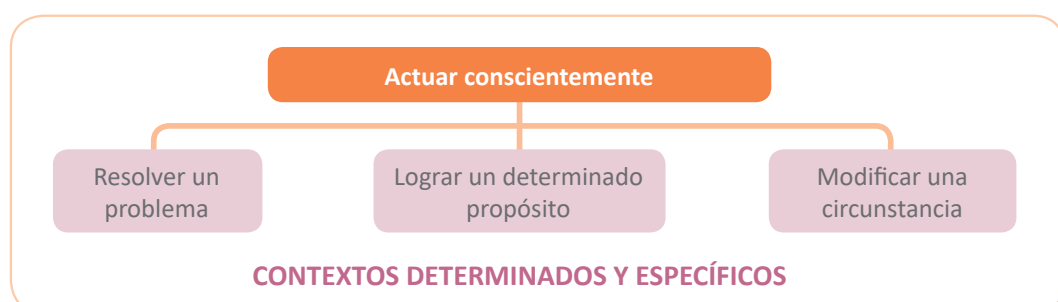 Actuar conscientemente
Resolver un
problema
Lograr un determinado
propósito
Modificar una
circunstancia
CONTEXTOS DETERMINADOS Y ESPECÍFICOS